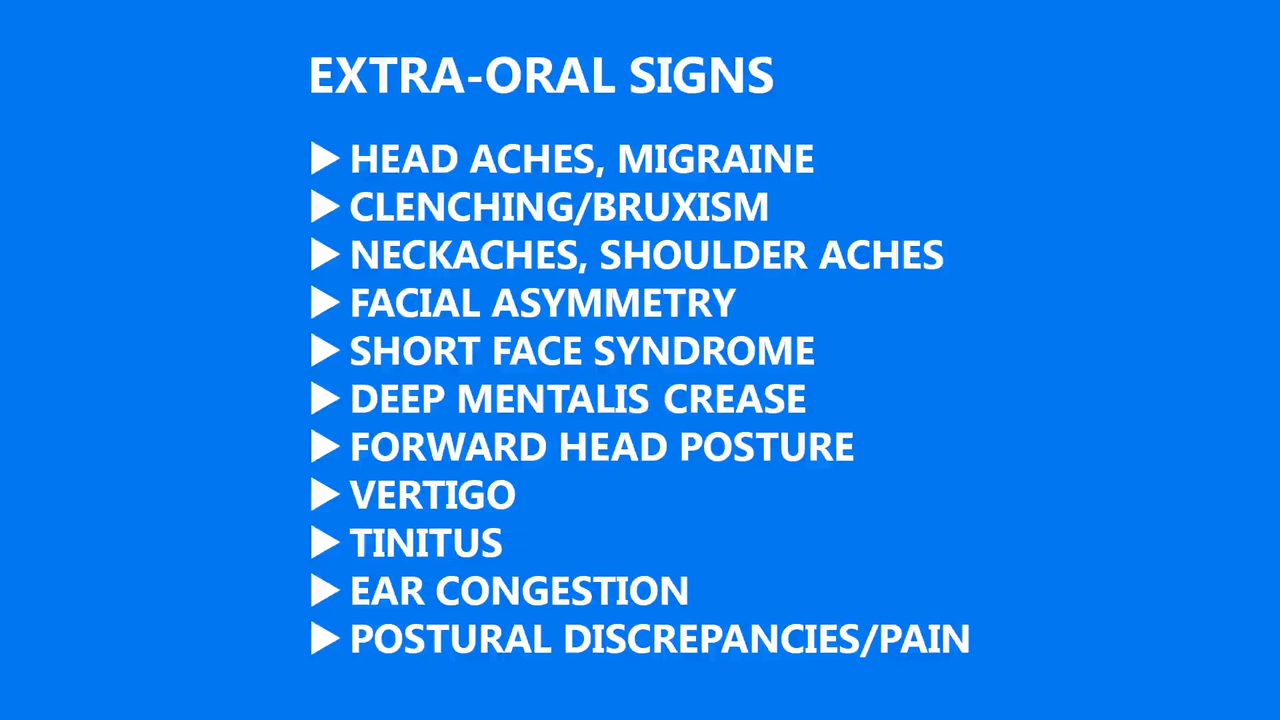 EXTRA-ORAL SIGNS
▶ HEAD ACHES, MIGRAINE
▶ CLENCHING/BRUXISM
▶ NECKACHES, SHOULDER ACHES
▶ FACIAL ASYMMETRY
▶ SHORT FACE SYNDROME
▶ DEEP MENTALIS CREASE
▶ FORWARD HEAD POSTURE
▶ VERTIGO
▶ TINITUS
▶ EAR CONGESTION
▶ POSTURAL DISCREPANCIES/PAIN